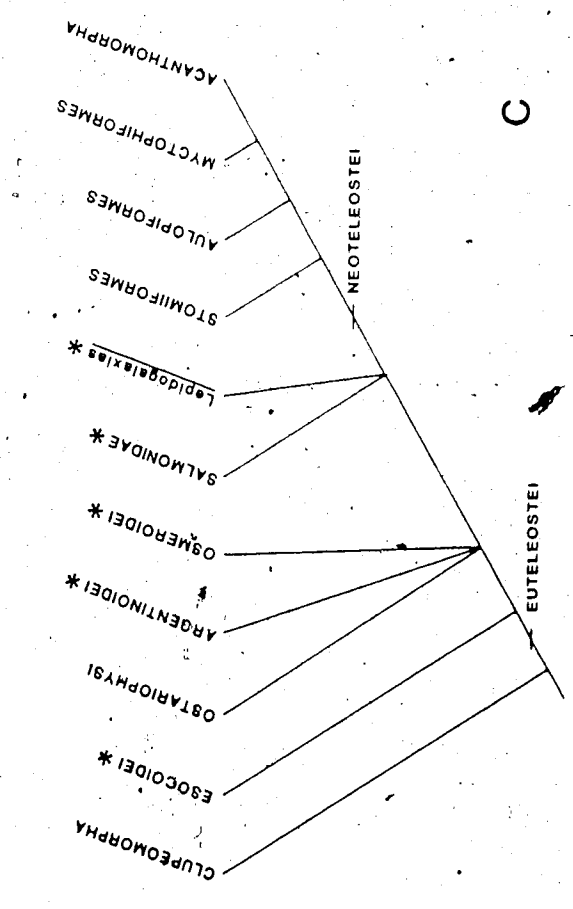 ACANTHOMORPHA
MYCTOPHIFORMES
AULOPIFORMES
STOMIIFORMES
Lepidogalaxias *
SALMONIDAE *
OSMEROIDEI *
ARGENTINOIDEI *
OSTARIOPHYSI
ESOCOIDEI *
CLUPEOMORPHA
NEOTELEOSTEI
EUTELEOSTEI
C